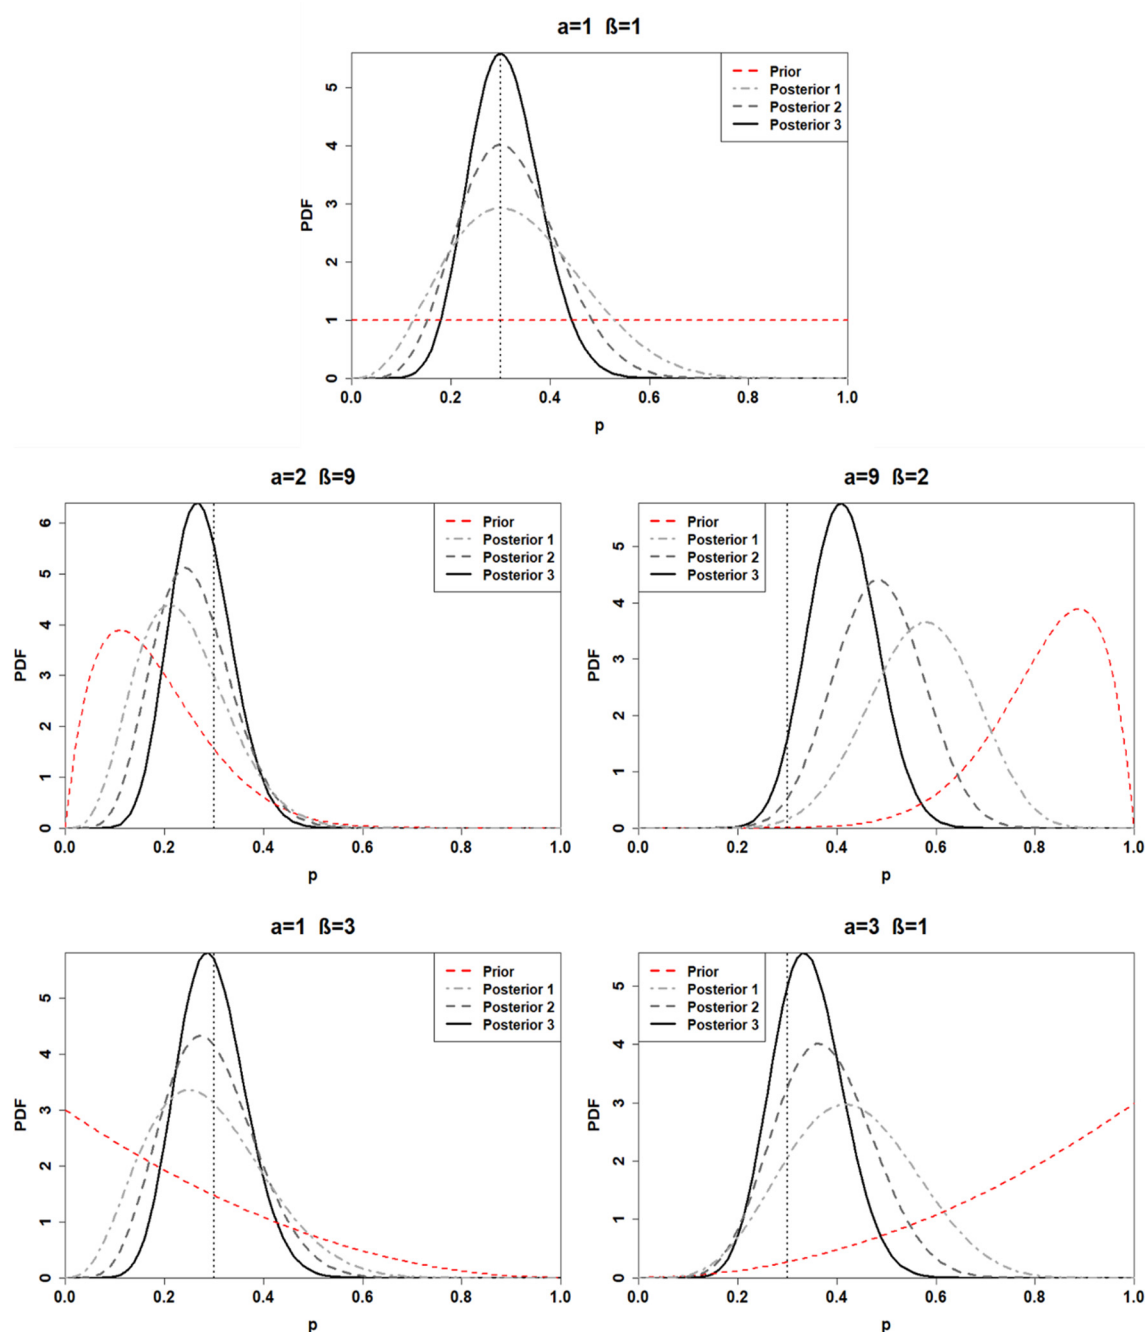 a=1 ß=1
Prior
Posterior 1
Posterior 2
Posterior 3
PDF
5
4
3
2
1
0
0.0 0.2 0.4 0.6 0.8 1.0
p
a=2 ß=9
Prior
Posterior 1
Posterior 2
Posterior 3
PDF
6
5
4
3
2
1
0
0.0 0.2 0.4 0.6 0.8 1.0
p
a=9 ß=2
Prior
Posterior 1
Posterior 2
Posterior 3
PDF
5
4
3
2
1
0
0.0 0.2 0.4 0.6 0.8 1.0
p
a=1 ß=3
Prior
Posterior 1
Posterior 2
Posterior 3
PDF
5
4
3
2
1
0
0.0 0.2 0.4 0.6 0.8 1.0
p
a=3 ß=1
Prior
Posterior 1
Posterior 2
Posterior 3
PDF
5
4
3
2
1
0
0.0 0.2 0.4 0.6 0.8 1.0
p